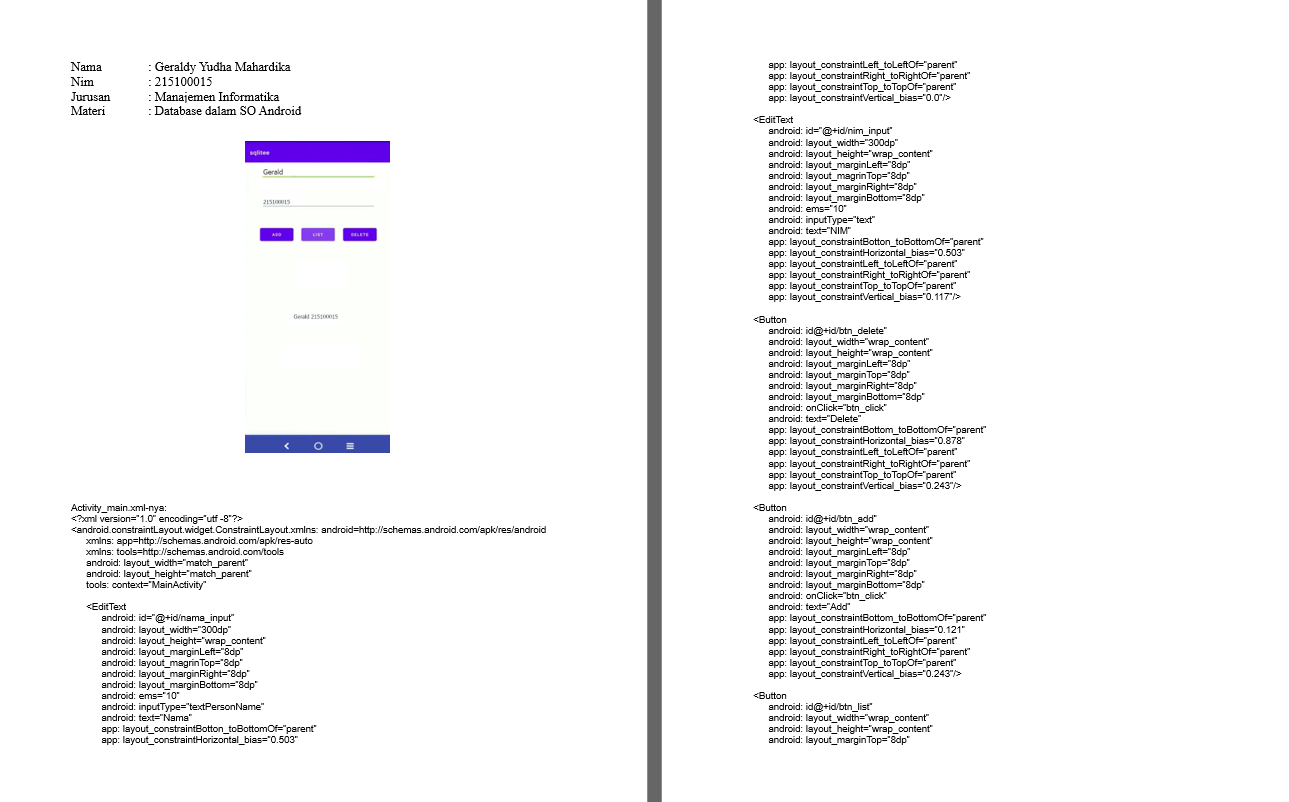 Nama : Geraldy Yudha Mahardika
Nim : 215100015
Jurusan : Manajemen Informatika
Materi : Database dalam SO Android
sqlitee
Gerald
215100015
ADD LIST DELETE
Gerald 215100015
Activity_main.xml-nya:
<?xml version="1.0" encoding="utf -8"?>
<android.constraintLayout.widget.ConstraintLayout.xmlns: android=http://schemas.android.com/apk/res/android
xmlns: app=http://schemas.android.com/apk/res-auto
xmlns: tools=http://schemas.android.com/tools
android: layout_width="match_parent"
android: layout_height="match_parent"
tools: context="MainActivity"
<EditText
android: id="@+id/nama_input"
android: layout_width="300dp"
android: layout_height="wrap_content"
android: layout_marginLeft="8dp"
android: layout_magrinTop="8dp"
android: layout_marginRight="8dp"
android: layout_marginBottom="8dp"
android: ems="10"
android: inputType="textPersonName"
android: text="Nama"
app: layout_constraintBotton_toBottomOf="parent"
app: layout_constraintHorizontal_bias="0.503"
app: layout_constraintLeft_toLeftOf="parent"
app: layout_constraintRight_toRightOf="parent"
app: layout_constraintTop_toTopOf="parent"
app: layout_constraintVertical_bias="0.0"/>
<EditText
android: id="@+id/nim_input"
android: layout_width="300dp"
android: layout_height="wrap_content"
android: layout_marginLeft="8dp"
android: layout_magrinTop="8dp"
android: layout_marginRight="8dp"
android: layout_marginBottom="8dp"
android: ems="10"
android: inputType="text"
android: text="NIM"
app: layout_constraintBotton_toBottomOf="parent"
app: layout_constraintHorizontal_bias="0.503"
app: layout_constraintLeft_toLeftOf="parent"
app: layout_constraintRight_toRightOf="parent"
app: layout_constraintTop_toTopOf="parent"
app: layout_constraintVertical_bias="0.117"/>
<Button
android: id@+id/btn_delete"
android: layout_width="wrap_content"
android: layout_height="wrap_content"
android: layout_marginLeft="8dp"
android: layout_marginTop="8dp"
android: layout_marginRight="8dp"
android: layout_marginBottom="8dp"
android: onClick="btn_click"
android: text="Delete"
app: layout_constraintBottom_toBottomOf="parent"
app: layout_constraintHorizontal_bias="0.878"
app: layout_constraintLeft_toLeftOf="parent"
app: layout_constraintRight_toRightOf="parent"
app: layout_constraintTop_toTopOf="parent"
app: layout_constraintVertical_bias="0.243"/>
<Button
android: id@+id/btn_add"
android: layout_width="wrap_content"
android: layout_height="wrap_content"
android: layout_marginLeft="8dp"
android: layout_marginTop="8dp"
android: layout_marginRight="8dp"
android: layout_marginBottom="8dp"
android: onClick="btn_click"
android: text="Add"
app: layout_constraintBottom_toBottomOf="parent"
app: layout_constraintHorizontal_bias="0.121"
app: layout_constraintLeft_toLeftOf="parent"
app: layout_constraintRight_toRightOf="parent"
app: layout_constraintTop_toTopOf="parent"
app: layout_constraintVertical_bias="0.243"/>
<Button
android: id@+id/btn_list"
android: layout_width="wrap_content"
android: layout_height="wrap_content"
android: layout_marginTop="8dp"